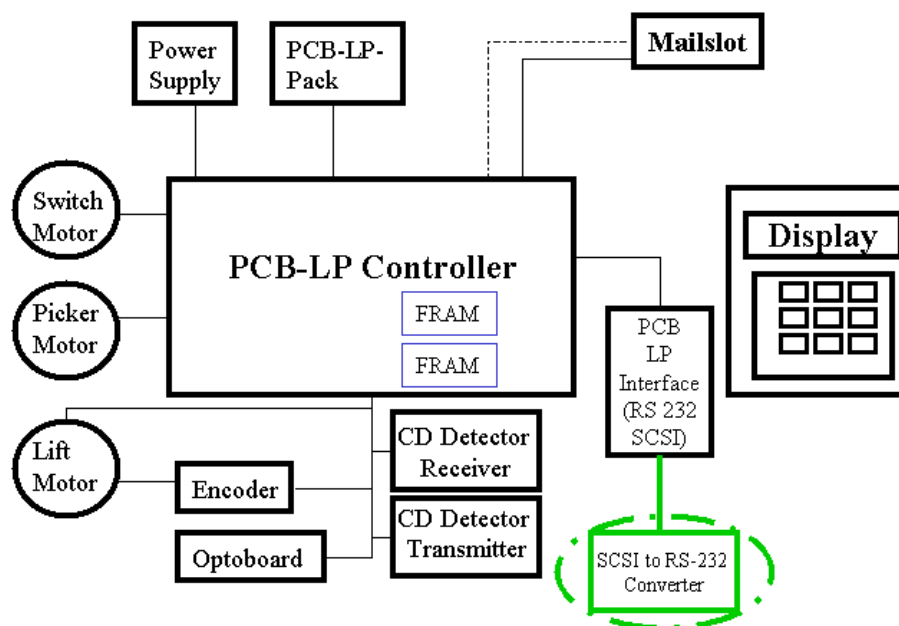 Power
Supply
PCB-LP-
Pack
Mailslot
Switch
Motor
PCB-LP Controller
Display
FRAM
Picker
Motor
FRAM
PCB
LP
Interface
(RS 232
SCSI)
Lift
Motor
CD Detector
Receiver
Encoder
CD Detector
Transmitter
Optoboard
SCSI to RS-232
Converter